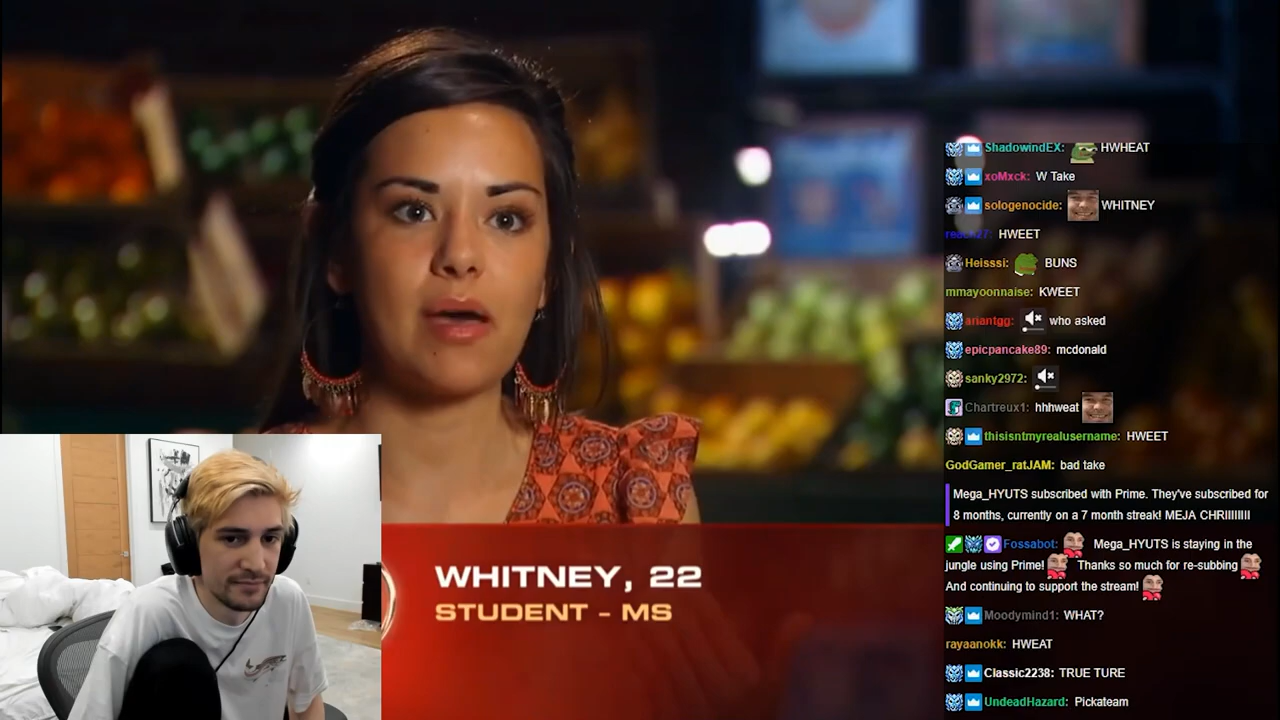 ShadowindEX: HWHEAT
xoMxck: W Take
sologenocide: WHITNEY
reach27: HWEET
Heisssi: BUNS
mmayoonnaise: KWEET
ariantgg: who asked
epicpancake89: mcdonald
sanky2972:
Chartreux1: hhhweat
thisisntmyrealusername: HWEET
GodGamer_ratJAM: bad take
Mega_HYUTS subscribed with Prime. They've subscribed for
8 months, currently on a 7 month streak! MEJA CHRIIIIIIII
Fossabot: Mega_HYUTS is staying in the
jungle using Prime! Thanks so much for re-subbing
And continuing to support the stream!
Moodymind1: WHAT?
rayaanokk: HWEAT
Classic2238: TRUE TURE
UndeadHazard: Pickateam
WHITNEY, 22
STUDENT - MS